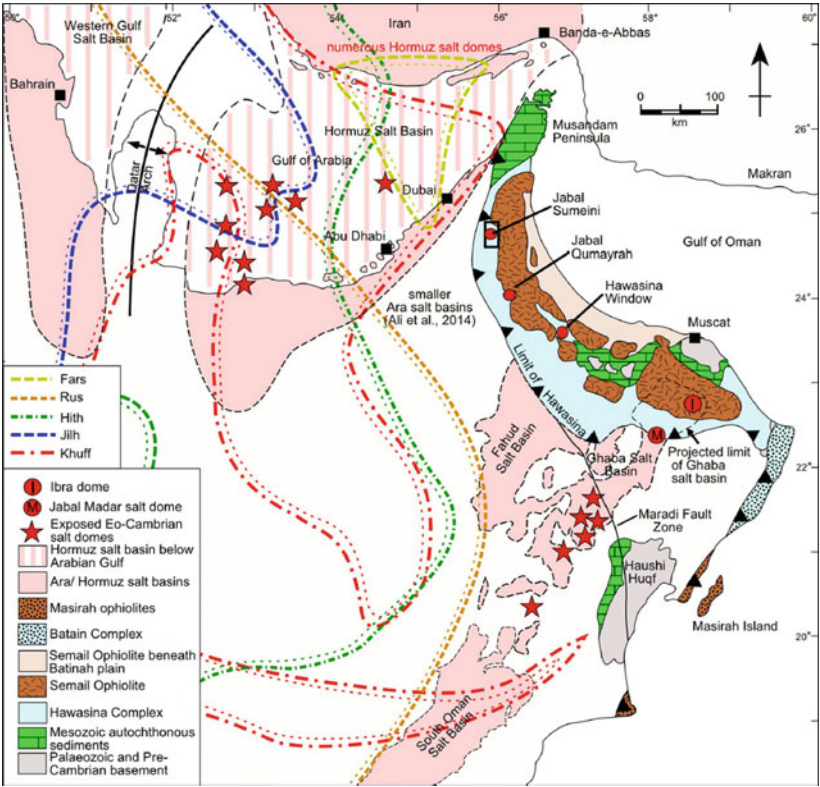 52°
54°
56°
58°
60°
Iran
Western Gulf
Salt Basin
numerous Hormuz salt domes
Banda-e-Abbas
Bahrain
0
100
km
26°
Hormuz Salt Basin
Musandam
Peninsula
Makran
Gulf of Arabia
Qatar
Arch
Dubai
Jabal
Sumeini
Abu Dhabi
Jabal
Qumayrah
Gulf of Oman
smaller
Ara salt basins
(Ali et al., 2014)
Hawasina
Window
24°
Muscat
Limit of Hawasina
Fars
Rus
Hith
Jilh
Khuff
I
M
Fahud
Salt Basin
Ghaba Salt
Basin
Projected limit
of Ghaba
salt basin
22°
I Ibra dome
M Jabal Madar salt dome
Exposed Eo-Cambrian
salt domes
Hormuz salt basin below
Arabian Gulf
Ara/ Hormuz salt basins
Masirah ophiolites
Batain Complex
Semail Ophiolite beneath
Batinah plain
Semail Ophiolite
Hawasina Complex
Mesozoic autochthonous
sediments
Palaeozoic and Pre-
Cambrian basement
Maradi Fault
Zone
Haushi
Huqf
Masirah Island
20°
South Oman
Salt Basin